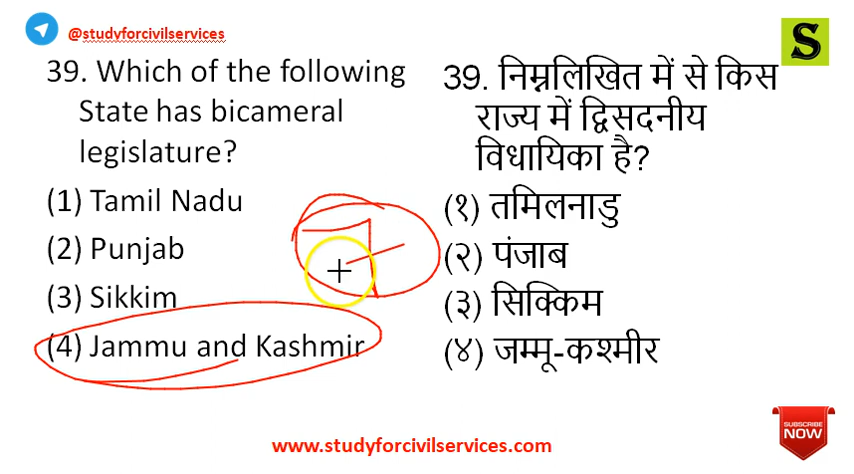 @studyforcivilservices
S
39. Which of the following
State has bicameral
legislature?
(1) Tamil Nadu
(2) Punjab
(3) Sikkim
(4) Jammu and Kashmir
7
39. निम्नलिखित में से किस
राज्य में द्विसदनीय
विधायिका है?
(१) तमिलनाडु
(२) पंजाब
(३) सिक्किम
(४) जम्मू-कश्मीर
SUBSCRIBE
NOW
www.studyforcivilservices.com